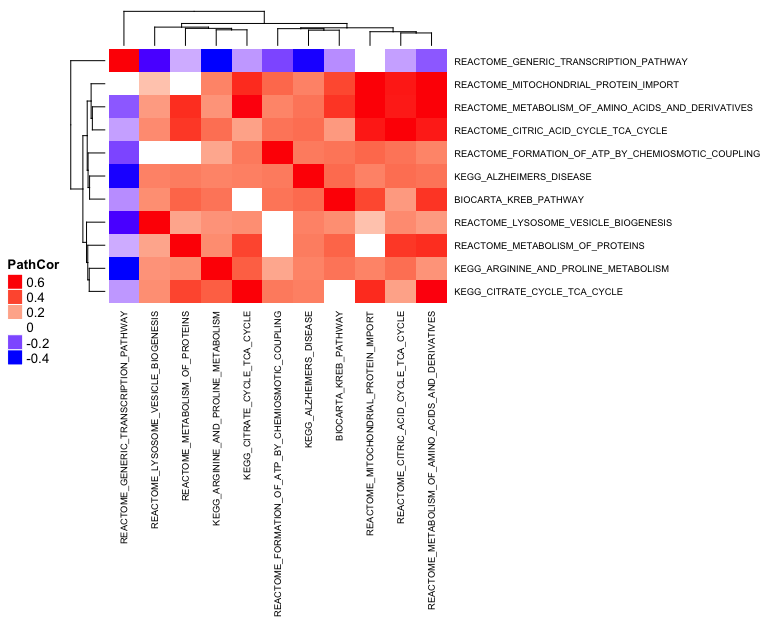 REACTOME_GENERIC_TRANSCRIPTION_PATHWAY
REACTOME_MITOCHONDRIAL_PROTEIN_IMPORT
REACTOME_METABOLISM_OF_AMINO_ACIDS_AND_DERIVATIVES
REACTOME_CITRIC_ACID_CYCLE_TCA_CYCLE
REACTOME_FORMATION_OF_ATP_BY_CHEMIOSMOTIC_COUPLING
KEGG_ALZHEIMERS_DISEASE
BIOCARTA_KREB_PATHWAY
REACTOME_LYSOSOME_VESICLE_BIOGENESIS
REACTOME_METABOLISM_OF_PROTEINS
KEGG_ARGININE_AND_PROLINE_METABOLISM
KEGG_CITRATE_CYCLE_TCA_CYCLE
PathCor
0.6
0.4
0.2
0
-0.2
-0.4
REACTOME_GENERIC_TRANSCRIPTION_PATHWAY
REACTOME_LYSOSOME_VESICLE_BIOGENESIS
REACTOME_METABOLISM_OF_PROTEINS
KEGG_ARGININE_AND_PROLINE_METABOLISM
KEGG_CITRATE_CYCLE_TCA_CYCLE
REACTOME_FORMATION_OF_ATP_BY_CHEMIOSMOTIC_COUPLING
KEGG_ALZHEIMERS_DISEASE
BIOCARTA_KREB_PATHWAY
REACTOME_MITOCHONDRIAL_PROTEIN_IMPORT
REACTOME_CITRIC_ACID_CYCLE_TCA_CYCLE
REACTOME_METABOLISM_OF_AMINO_ACIDS_AND_DERIVATIVES